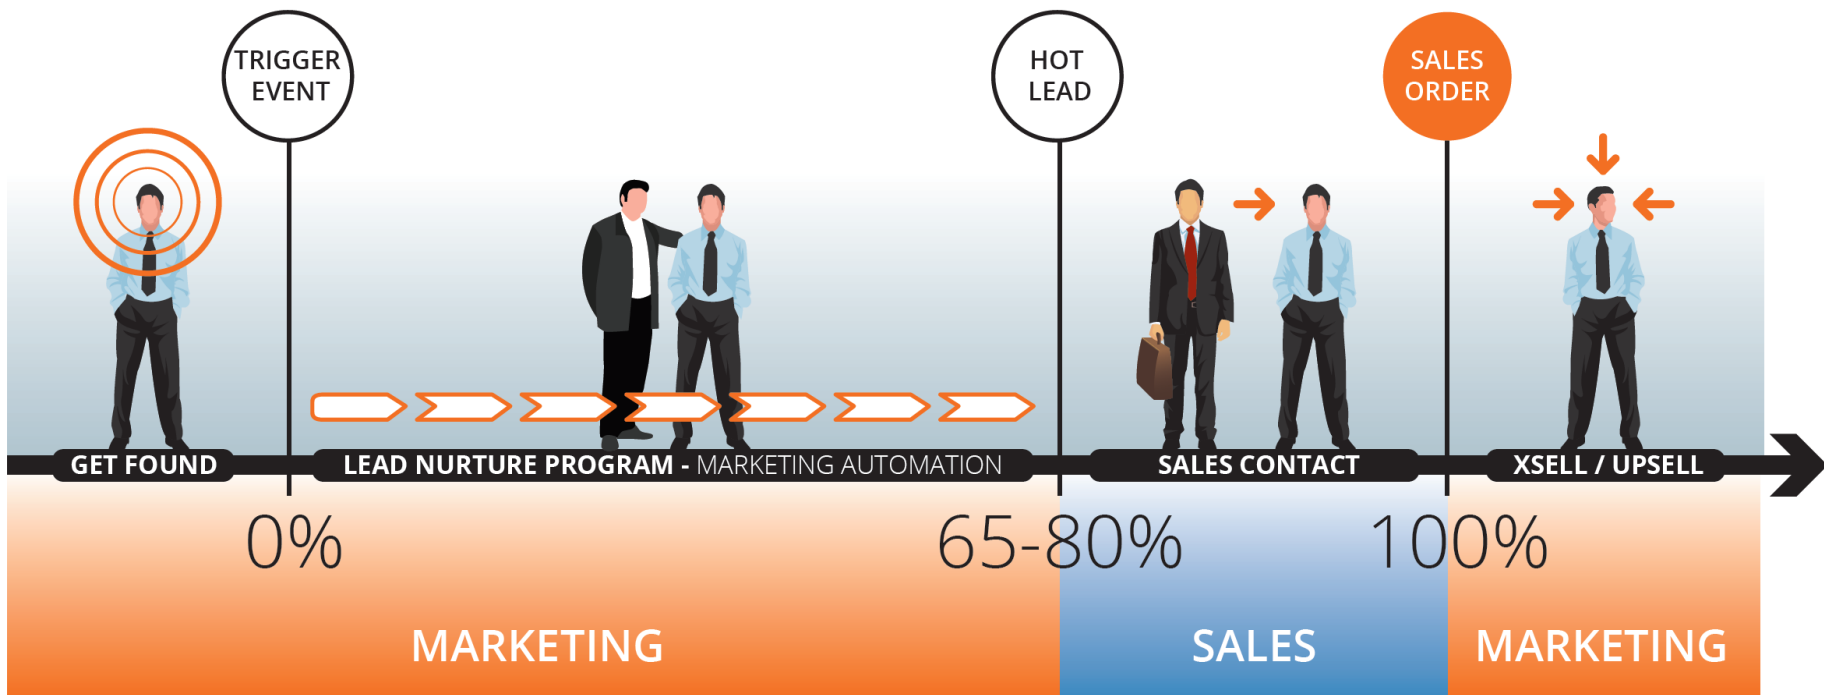 TRIGGER
EVENT
HOT
LEAD
SALES
ORDER
GET FOUND
LEAD NURTURE PROGRAM - MARKETING AUTOMATION
SALES CONTACT
XSELL / UPSELL
0%
65-80%
100%
MARKETING
SALES
MARKETING